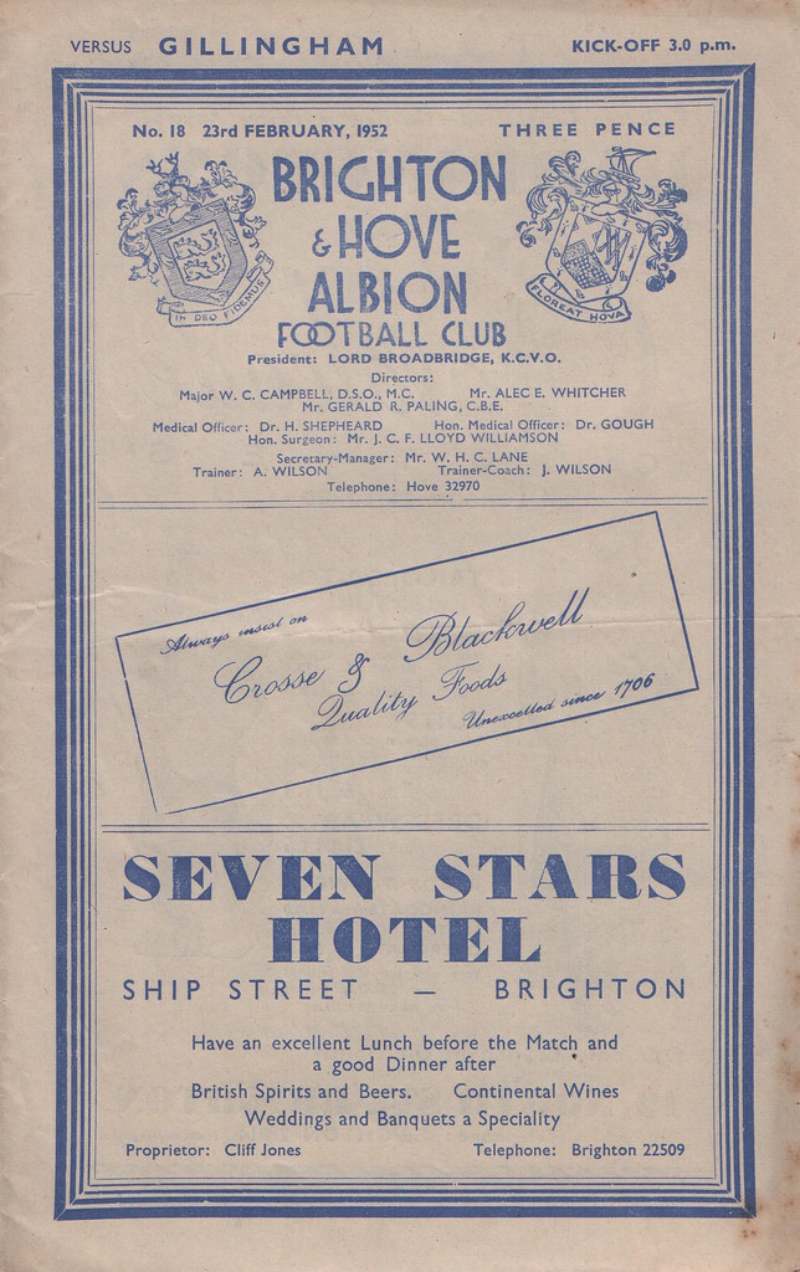 VERSUS GILLINGHAM KICK-OFF 3.0 p.m.
No. 18 23rd FEBRUARY, 1952 THREE PENCE
BRIGHTON
& HOVE
ALBION
FOOTBALL CLUB
IN DEO FIDEMUS
FLOREAT HOVA
President: LORD BROADBRIDGE, K.C.V.O.
Directors:
Major W. C. CAMPBELL, D.S.O., M.C. Mr. ALEC E. WHITCHER
Mr. GERALD R. PALING, C.B.E.
Medical Officer: Dr. H. SHEPHEARD Hon. Medical Officer: Dr. GOUGH
Hon. Surgeon: Mr. J. C. F. LLOYD WILLIAMSON
Secretary-Manager: Mr. W. H. C. LANE
Trainer: A. WILSON Trainer-Coach: J. WILSON
Telephone: Hove 32970
Always insist on
Crosse & Blackwell
Quality Foods
Unexcelled since 1706
SEVEN STARS
HOTEL
SHIP STREET — BRIGHTON
Have an excellent Lunch before the Match and
a good Dinner after
British Spirits and Beers. Continental Wines
Weddings and Banquets a Speciality
Proprietor: Cliff Jones Telephone: Brighton 22509